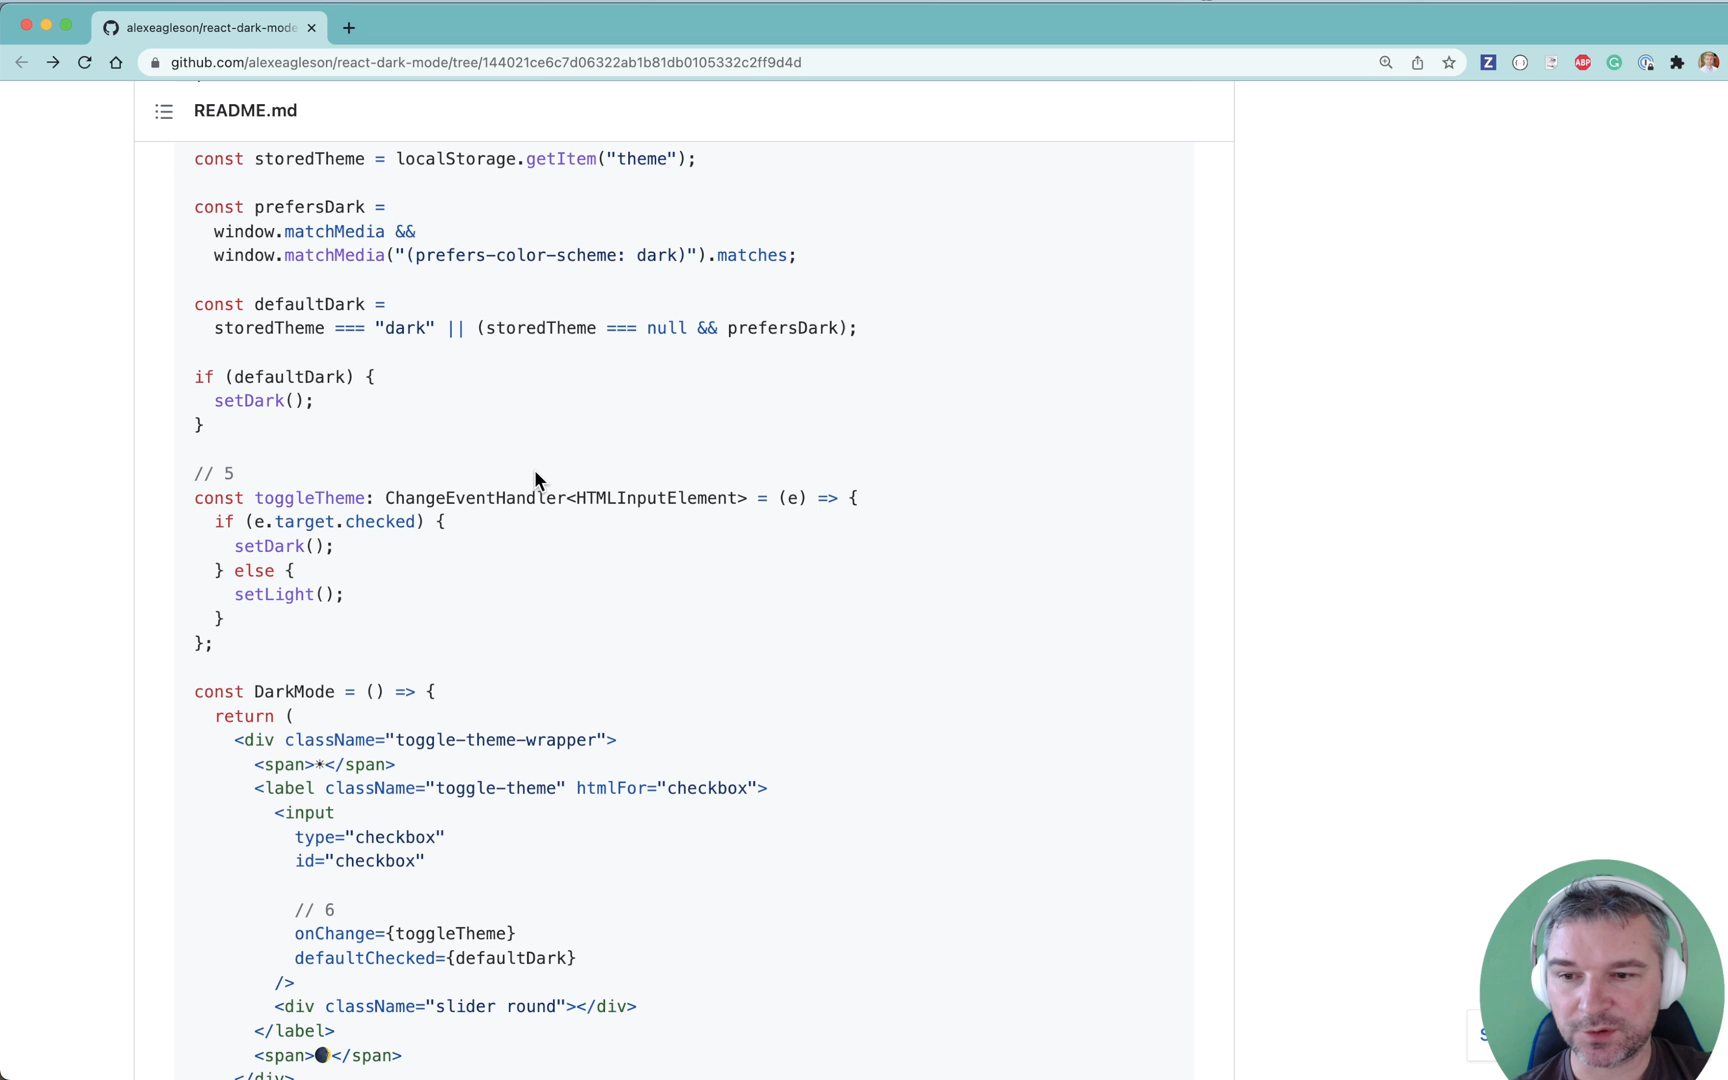 alexeagleson/react-dark-mode
github.com/alexeagleson/react-dark-mode/tree/144021ce6c7d06322ab1b81db0105332c2ff9d4d
Z
ABP
README.md
const storedTheme = localStorage.getItem("theme");
const prefersDark =
window.matchMedia &&
window.matchMedia("(prefers-color-scheme: dark)").matches;
const defaultDark =
storedTheme === "dark" || (storedTheme === null && prefersDark);
if (defaultDark) {
setDark();
}
// 5
const toggleTheme: ChangeEventHandler<HTMLInputElement> = (e) => {
if (e.target.checked) {
setDark();
} else {
setLight();
}
};
const DarkMode = () => {
return (
<div className="toggle-theme-wrapper">
<span>☀</span>
<label className="toggle-theme" htmlFor="checkbox">
<input
type="checkbox"
id="checkbox"
// 6
onChange={toggleTheme}
defaultChecked={defaultDark}
/>
<div className="slider round"></div>
</label>
<span>🌒</span>
</div>